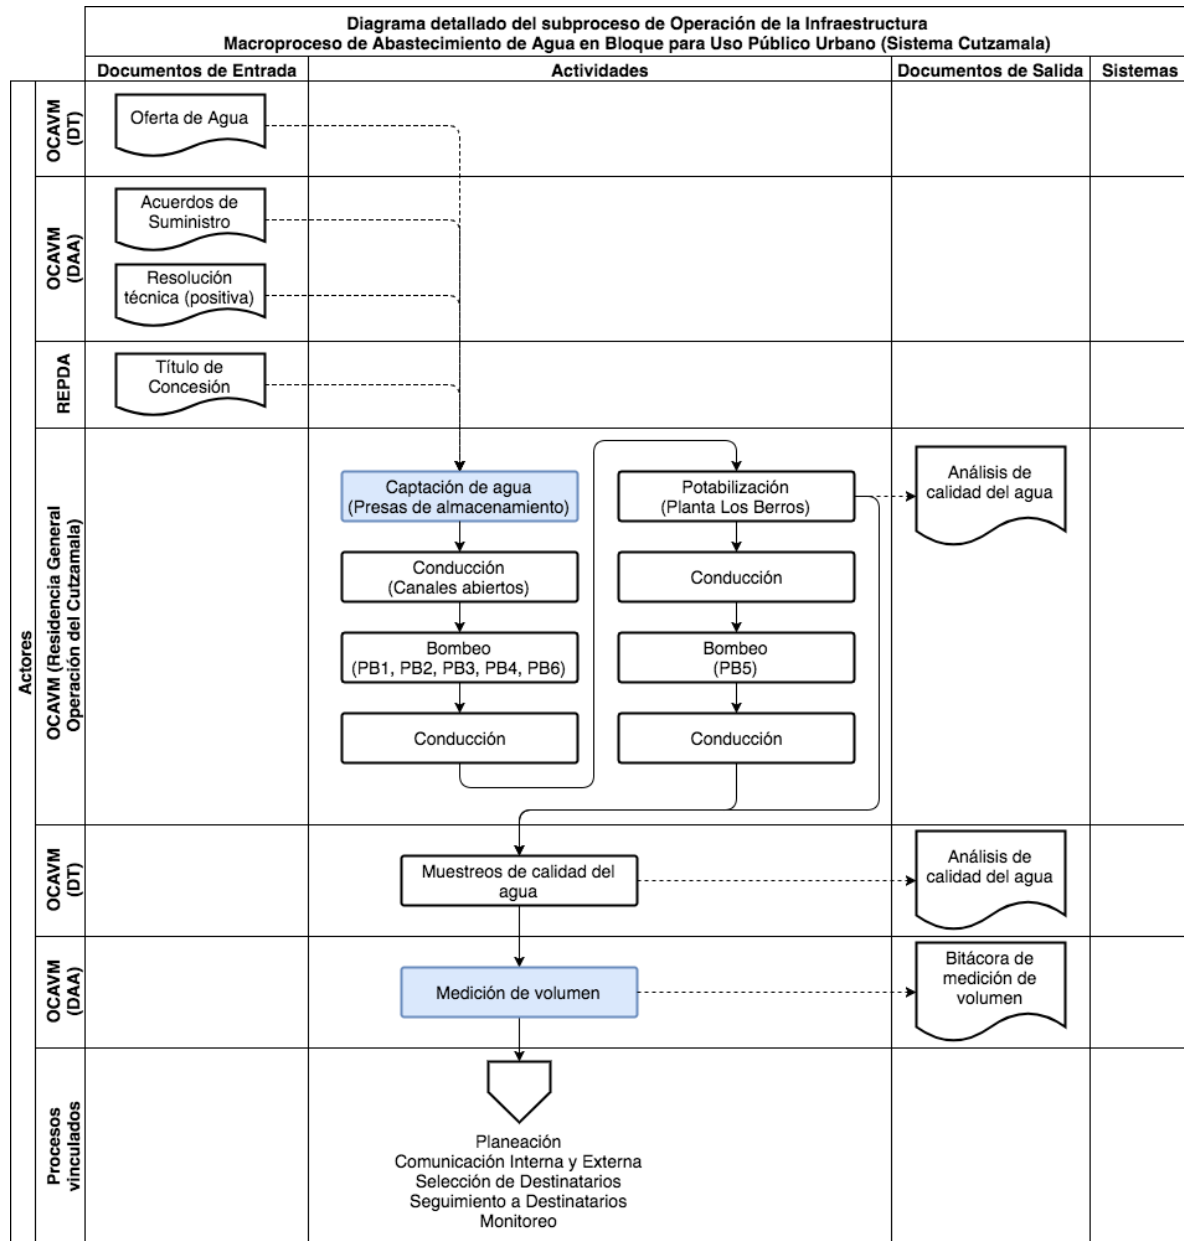 Diagrama detallado del subproceso de Operación de la Infraestructura
Macroproceso de Abastecimiento de Agua en Bloque para Uso Público Urbano (Sistema Cutzamala)
Documentos de Entrada
Actividades
Documentos de Salida
Sistemas
Actores
OCAVM
(DT)
Oferta de Agua
OCAVM
(DAA)
Acuerdos de
Suministro
Resolución
técnica (positiva)
REPDA
Título de
Concesión
OCAVM (Residencia General
Operación del Cutzamala)
Captación de agua
(Presas de almacenamiento)
Conducción
(Canales abiertos)
Bombeo
(PB1, PB2, PB3, PB4, PB6)
Conducción
Potabilización
(Planta Los Berros)
Conducción
Bombeo
(PB5)
Conducción
Análisis de
calidad del agua
OCAVM
(DT)
Muestreos de calidad del
agua
Análisis de
calidad del agua
OCAVM
(DAA)
Medición de volumen
Bitácora de
medición de
volumen
Procesos
vinculados
Planeación
Comunicación Interna y Externa
Selección de Destinatarios
Seguimiento a Destinatarios
Monitoreo